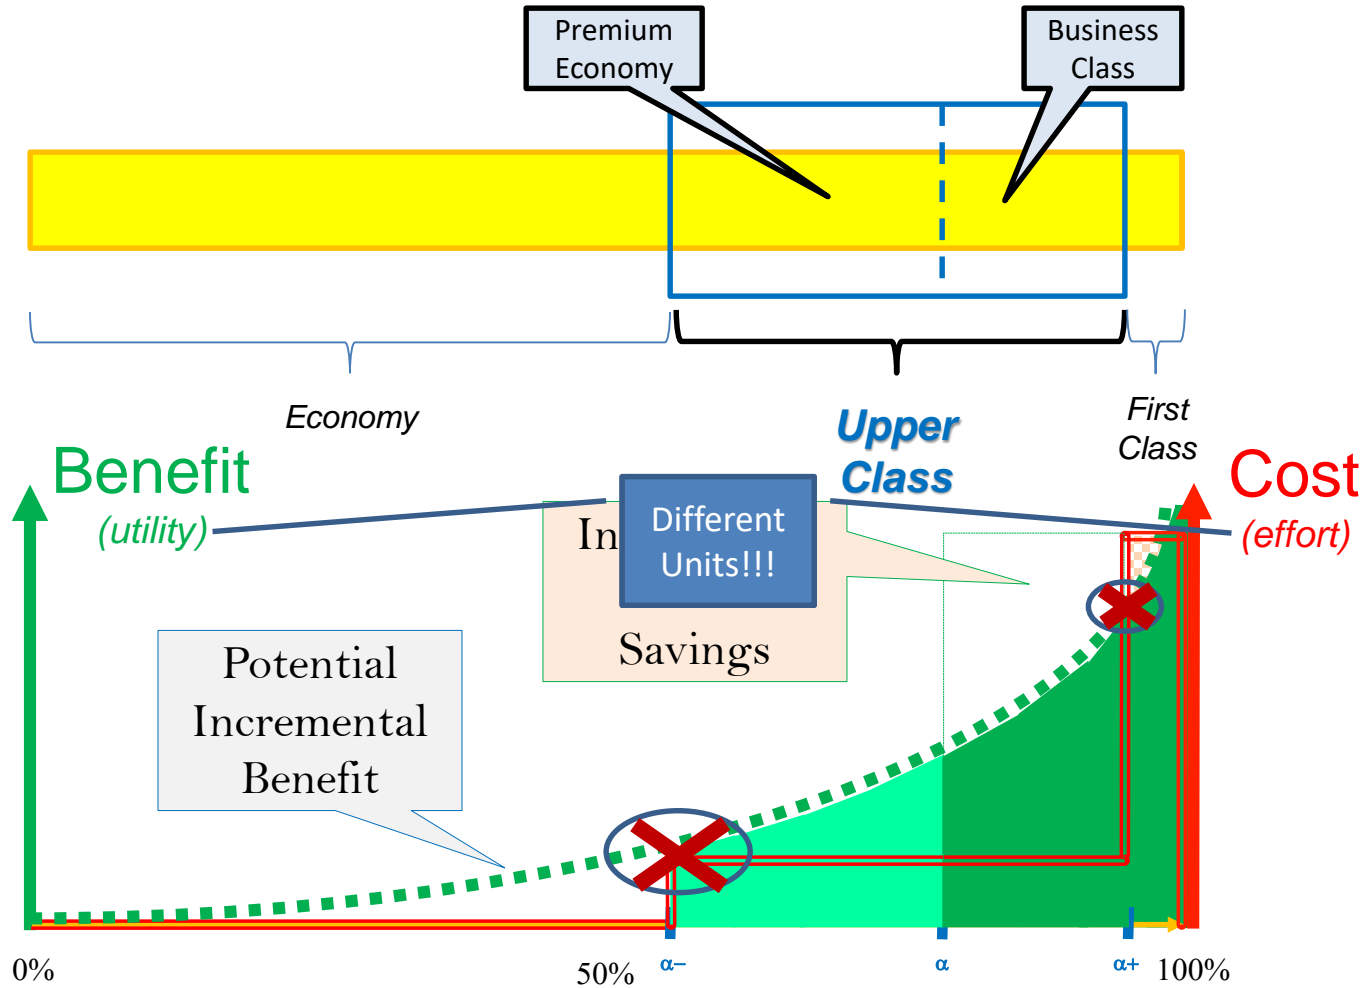 Premium
Economy
Business
Class
Economy
Upper
Class
First
Class
Benefit
(utility)
Cost
(effort)
Different
Units!!!
In
Savings
Potential
Incremental
Benefit
0%
50%
α−
α
α+
100%